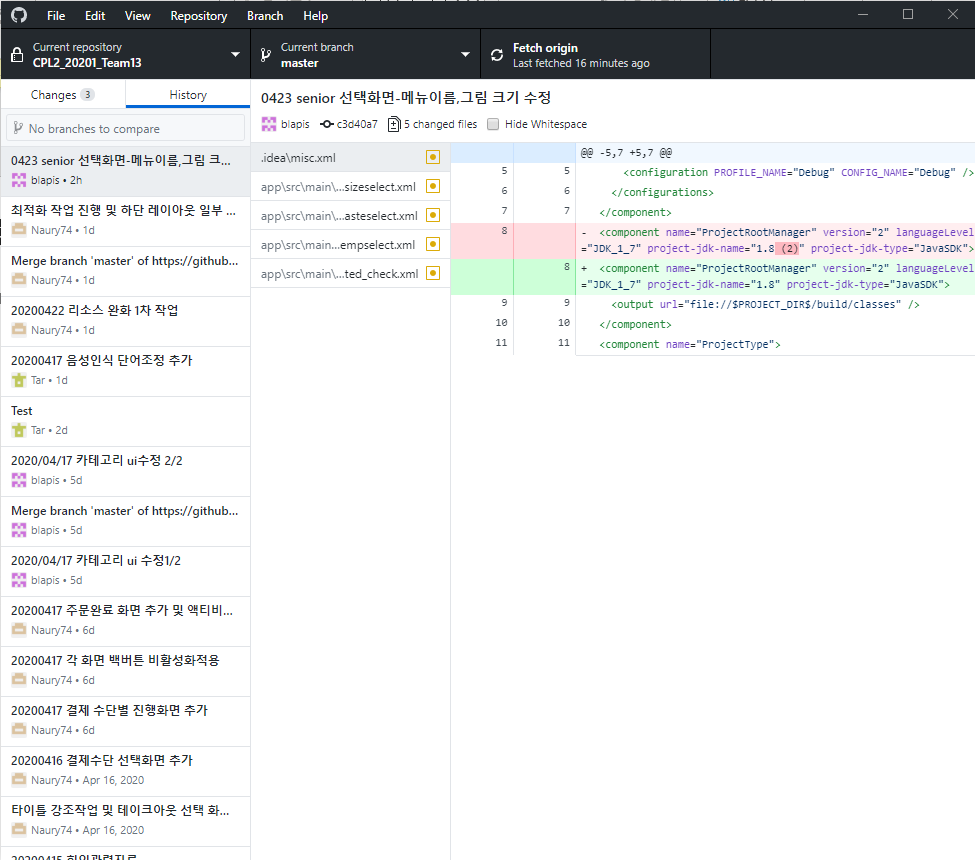 File Edit View Repository Branch Help
Current repository
CPL2_20201_Team13
Current branch
master
Fetch origin
Last fetched 16 minutes ago
Changes 3
History
No branches to compare
0423 senior 선택화면-메뉴이름,그림 크...
blapis • 2h
최적화 작업 진행 및 하단 레이아웃 일부 ...
Naury74 • 1d
Merge branch 'master' of https://github...
Naury74 • 1d
20200422 리소스 완화 1차 작업
Naury74 • 1d
20200417 음성인식 단어조정 추가
Tar • 1d
Test
Tar • 2d
2020/04/17 카테고리 ui수정 2/2
blapis • 5d
Merge branch 'master' of https://github...
blapis • 5d
2020/04/17 카테고리 ui 수정1/2
blapis • 5d
20200417 주문완료 화면 추가 및 액티비...
Naury74 • 6d
20200417 각 화면 백버튼 비활성화적용
Naury74 • 6d
20200417 결제 수단별 진행화면 추가
Naury74 • 6d
20200416 결제수단 선택화면 추가
Naury74 • Apr 16, 2020
타이틀 강조작업 및 테이크아웃 선택 화...
Naury74 • Apr 16, 2020
0423 senior 선택화면-메뉴이름,그림 크기 수정
blapis c3d40a7 5 changed files Hide Whitespace
.idea\misc.xml
app\src\main\...sizeselect.xml
app\src\main\...asteselect.xml
app\src\main\...empselect.xml
app\src\main\...ted_check.xml
@@ -5,7 +5,7 @@
5 5 <configuration PROFILE_NAME="Debug" CONFIG_NAME="Debug" />
6 6 </configurations>
7 7 </component>
8 - <component name="ProjectRootManager" version="2" languageLevel
="JDK_1_7" project-jdk-name="1.8 (2)" project-jdk-type="JavaSDK">
8 + <component name="ProjectRootManager" version="2" languageLevel
="JDK_1_7" project-jdk-name="1.8" project-jdk-type="JavaSDK">
9 9 <output url="file://$PROJECT_DIR$/build/classes" />
10 10 </component>
11 11 <component name="ProjectType">